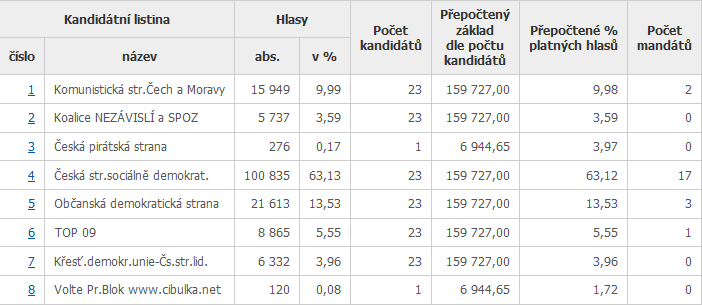 Kandidátní listina Hlasy Počet kandidátů Přepočtený základ dle počtu kandidátů Přepočtené % platných hlasů Počet mandátů
číslo název abs. v %
1 Komunistická str.Čech a Moravy 15 949 9,99 23 159 727,00 9,98 2
2 Koalice NEZÁVISLÍ a SPOZ 5 737 3,59 23 159 727,00 3,59 0
3 Česká pirátská strana 276 0,17 1 6 944,65 3,97 0
4 Česká str.sociálně demokrat. 100 835 63,13 23 159 727,00 63,12 17
5 Občanská demokratická strana 21 613 13,53 23 159 727,00 13,53 3
6 TOP 09 8 865 5,55 23 159 727,00 5,55 1
7 Křesť.demokr.unie-Čs.str.lid. 6 332 3,96 23 159 727,00 3,96 0
8 Volte Pr.Blok www.cibulka.net 120 0,08 1 6 944,65 1,72 0